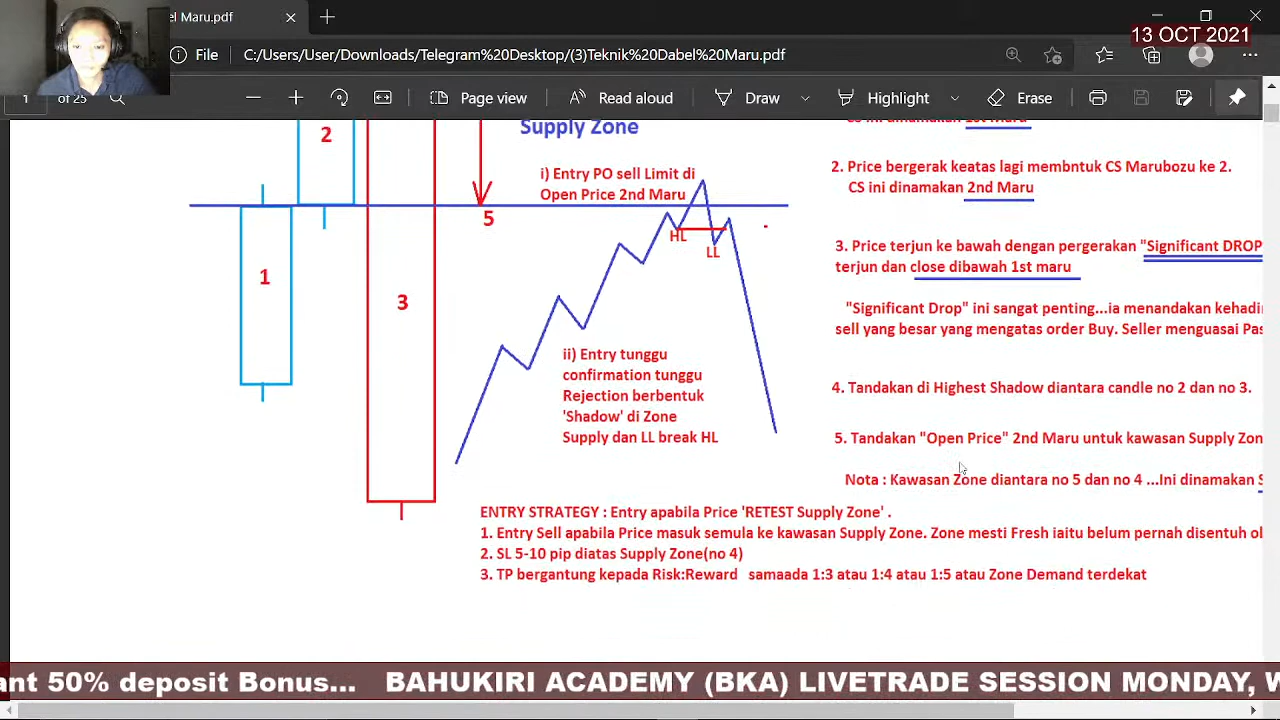 el Maru.pdf
13 OCT 2021
File C:/Users/User/Downloads/Telegram%20Desktop/(3)Teknik%20Dabel%20Maru.pdf
1 of 25
Page view
Read aloud
Draw
Highlight
Erase
Supply Zone
i) Entry PO sell Limit di
Open Price 2nd Maru
1
2
3
5
HL
LL
ii) Entry tunggu
confirmation tunggu
Rejection berbentuk
'Shadow' di Zone
Supply dan LL break HL
CS ini dinamakan 1st Maru
2. Price bergerak keatas lagi membntuk CS Marubozu ke 2.
CS ini dinamakan 2nd Maru
3. Price terjun ke bawah dengan pergerakan "Significant DROP
terjun dan close dibawah 1st maru
"Significant Drop" ini sangat penting...ia menandakan kehadi
sell yang besar yang mengatas order Buy. Seller menguasai Pas
4. Tandakan di Highest Shadow diantara candle no 2 dan no 3.
5. Tandakan "Open Price" 2nd Maru untuk kawasan Supply Zon
Nota : Kawasan Zone diantara no 5 dan no 4 ...Ini dinamakan S
ENTRY STRATEGY : Entry apabila Price 'RETEST Supply Zone' .
1. Entry Sell apabila Price masuk semula ke kawasan Supply Zone. Zone mesti Fresh iaitu belum pernah disentuh ol
2. SL 5-10 pip diatas Supply Zone(no 4)
3. TP bergantung kepada Risk:Reward samaada 1:3 atau 1:4 atau 1:5 atau Zone Demand terdekat
ant 50% deposit Bonus... BAHUKIRI ACADEMY (BKA) LIVETRADE SESSION MONDAY, W